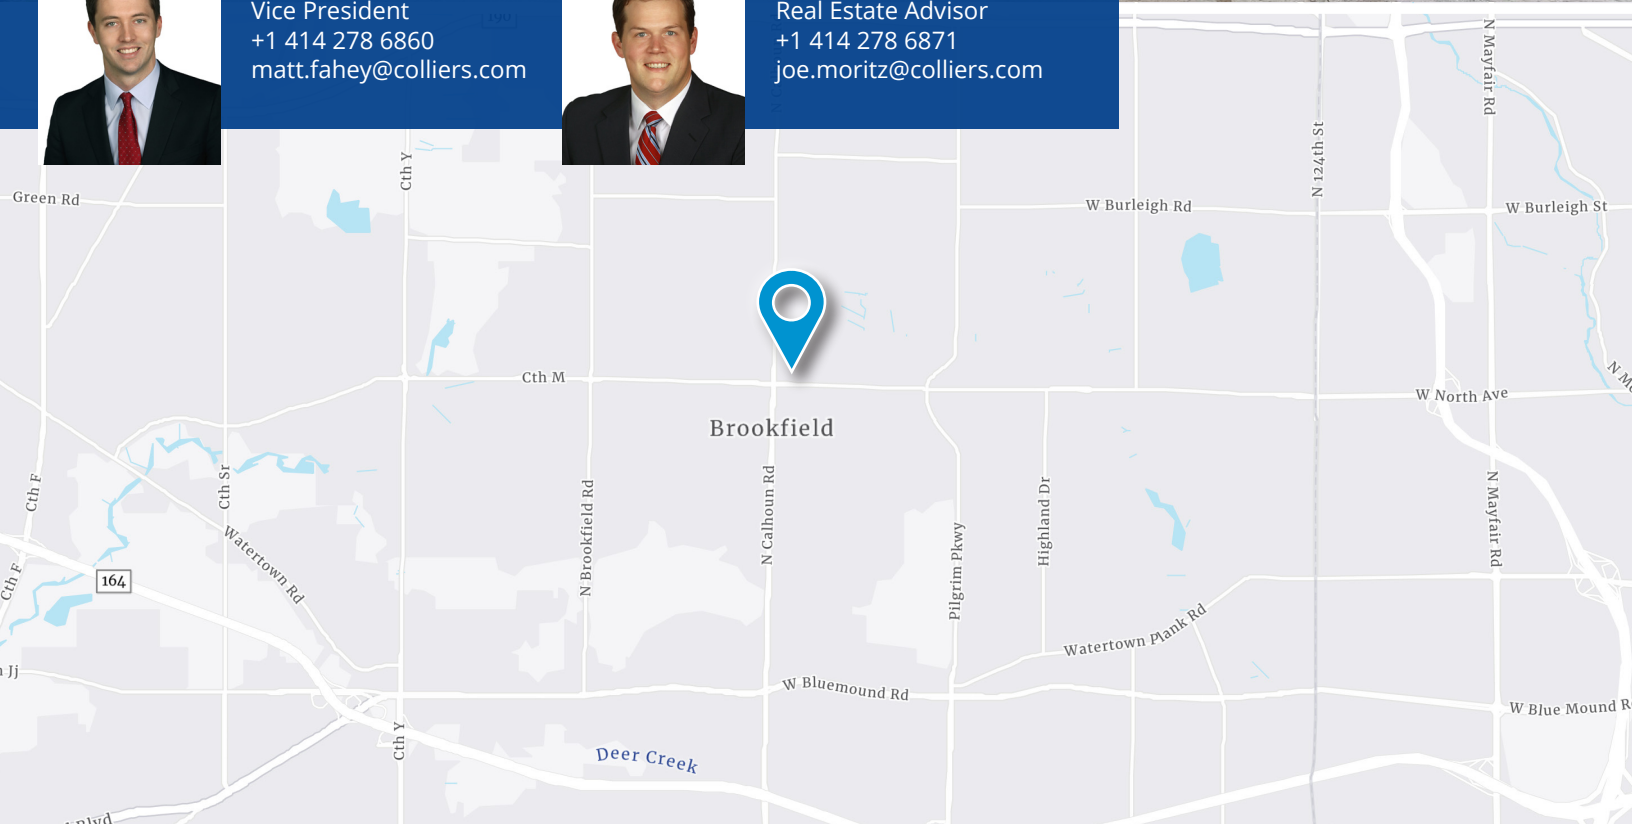 Vice President
+1 414 278 6860
matt.fahey@colliers.com
Real Estate Advisor
+1 414 278 6871
joe.moritz@colliers.com
190
N Mayfair Rd
Cth Y
N 124th St
Green Rd
W Burleigh Rd
W Burleigh St
Cth M
W North Ave
Brookfield
Cth F
Cth Sr
N Brookfield Rd
N Calhoun Rd
Pilgrim Pkwy
Highland Dr
N Mayfair Rd
Watertown Rd
Cth F
164
Watertown Plank Rd
Jj
W Bluemound Rd
W Blue Mound R
Cth Y
Deer Creek
Blvd